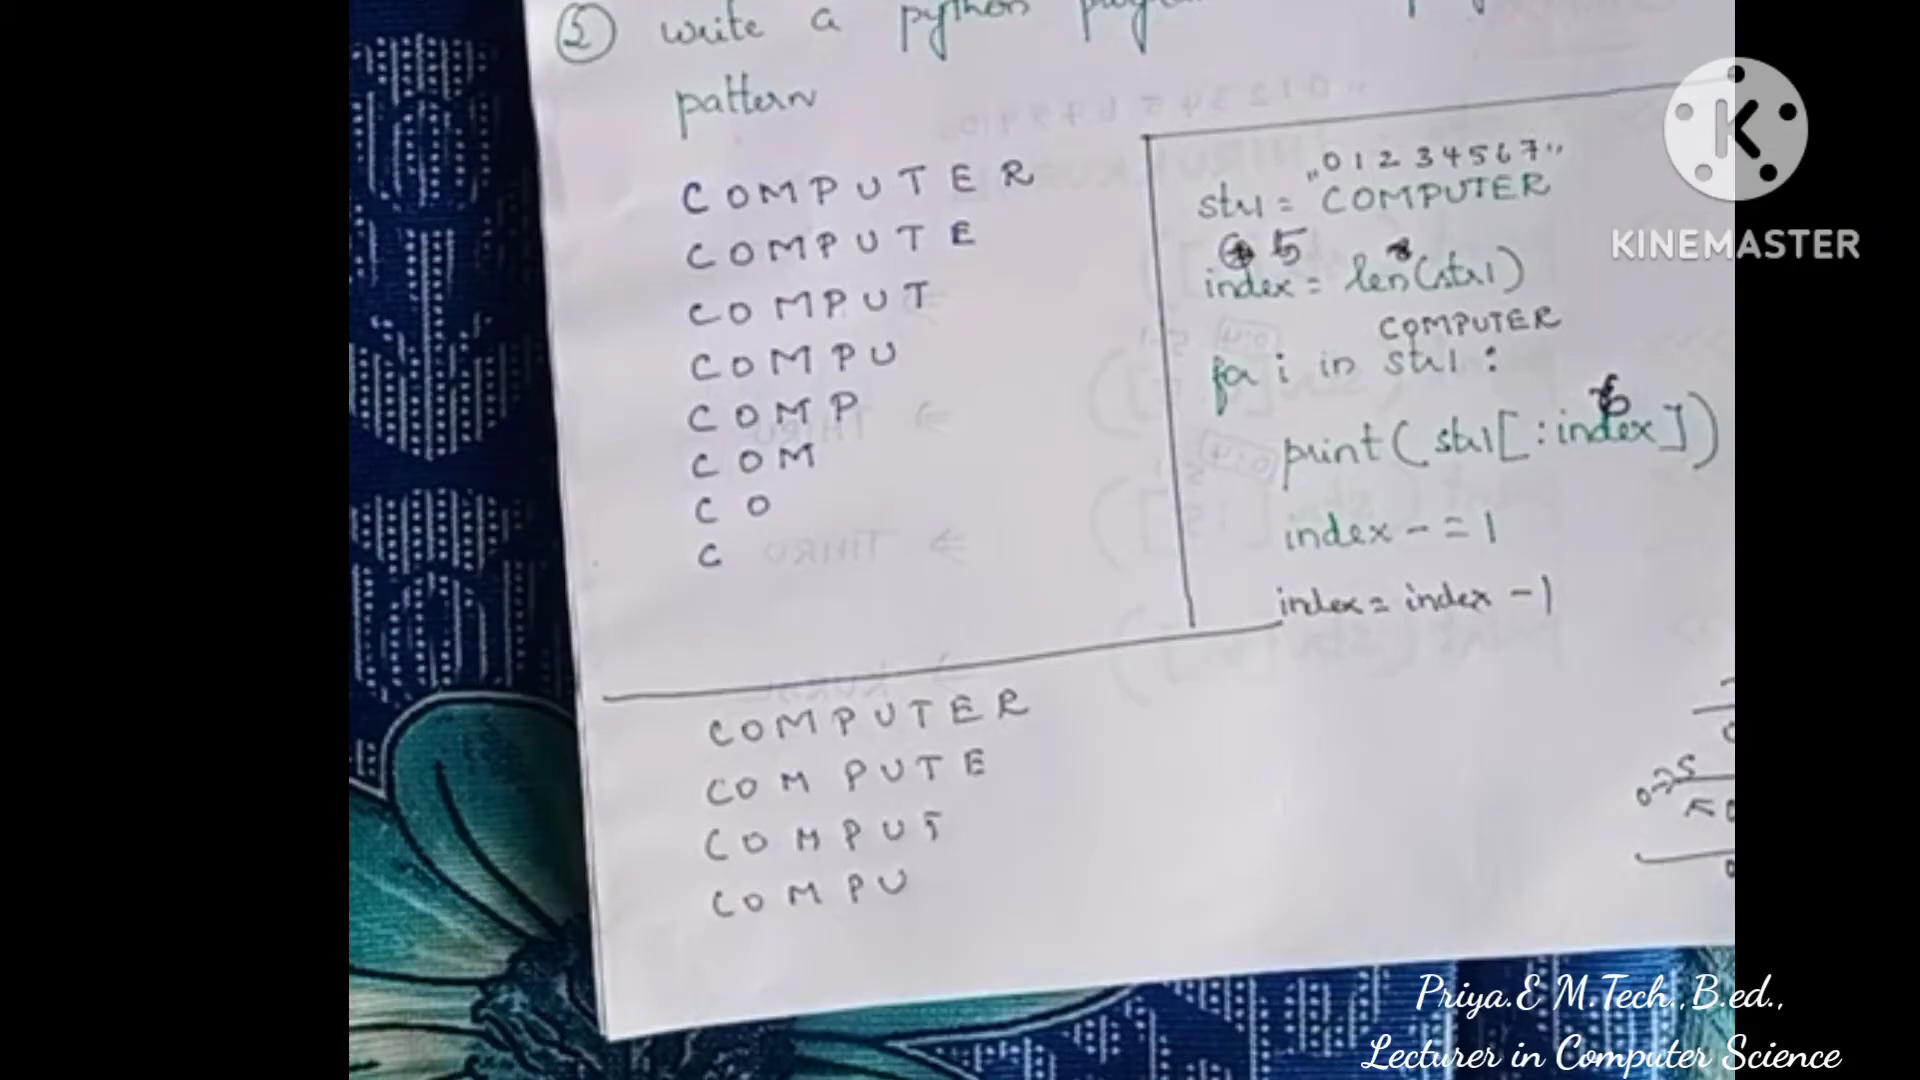 ② write a python
pattern
COMPUTER
COMPUTE
COMPUT
COMPU
COMP
COM
CO
C
"01234567"
str1 = "COMPUTER
5
index = len(str1)
COMPUTER
for i in str1 :
print(str1[:index])
index -= 1
index = index - 1
COMPUTER
COMPUTE
COMPUT
COMPU
KINEMASTER
Priya.E M.Tech.,B.ed.,
Lecturer in Computer Science